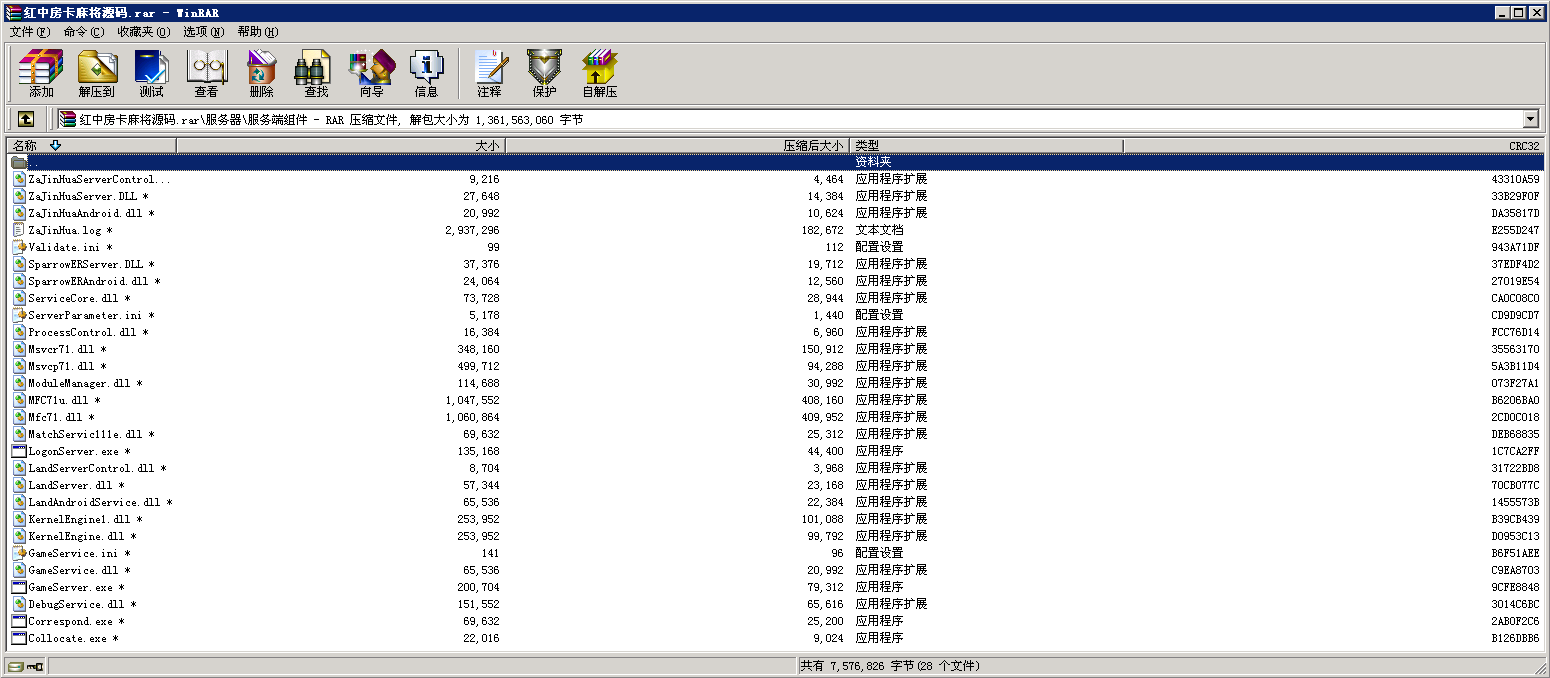 红中房卡麻将源码.rar - WinRAR
文件(F) 命令(C) 收藏夹(O) 选项(N) 帮助(H)
添加 解压到 测试 查看 删除 查找 向导 信息 注释 保护 自解压
红中房卡麻将源码.rar\服务器\服务端组件 - RAR 压缩文件, 解包大小为 1,361,563,060 字节
名称 大小 压缩后大小 类型 CRC32
.. 资料夹
ZaJinHuaServerControl... 9,216 4,464 应用程序扩展 43310A59
ZaJinHuaServer.DLL * 27,648 14,384 应用程序扩展 33B29F0F
ZaJinHuaAndroid.dll * 20,992 10,624 应用程序扩展 DA35817D
ZaJinHua.log * 2,937,296 182,672 文本文档 E255D247
Validate.ini * 99 112 配置设置 943A71DF
SparrowERServer.DLL * 37,376 19,712 应用程序扩展 37EDF4D2
SparrowERAndroid.dll * 24,064 12,560 应用程序扩展 27019E54
ServiceCore.dll * 73,728 28,944 应用程序扩展 CA0C08C0
ServerParameter.ini * 5,178 1,440 配置设置 CD9D9CD7
ProcessControl.dll * 16,384 6,960 应用程序扩展 FCC76D14
Msvcr71.dll * 348,160 150,912 应用程序扩展 35563170
Msvcp71.dll * 499,712 94,288 应用程序扩展 5A3B11D4
ModuleManager.dll * 114,688 30,992 应用程序扩展 073F27A1
MFC71u.dll * 1,047,552 408,160 应用程序扩展 B6206BA0
Mfc71.dll * 1,060,864 409,952 应用程序扩展 2CD0C018
MatchServic111e.dll * 69,632 25,312 应用程序扩展 DEB68835
LogonServer.exe * 135,168 44,400 应用程序 1C7CA2FF
LandServerControl.dll * 8,704 3,968 应用程序扩展 31722BD8
LandServer.dll * 57,344 23,168 应用程序扩展 70CB077C
LandAndroidService.dll * 65,536 22,384 应用程序扩展 1455573B
KernelEngine1.dll * 253,952 101,088 应用程序扩展 B39CB439
KernelEngine.dll * 253,952 99,792 应用程序扩展 D0953C13
GameService.ini * 141 96 配置设置 B6F51AEE
GameService.dll * 65,536 20,992 应用程序扩展 C9EA8703
GameServer.exe * 200,704 79,312 应用程序 9CFE8848
DebugService.dll * 151,552 65,616 应用程序扩展 3014C6BC
Correspond.exe * 69,632 25,200 应用程序 2AB0F2C6
Collocate.exe * 22,016 9,024 应用程序 B126DBB6
共有 7,576,826 字节(28 个文件)